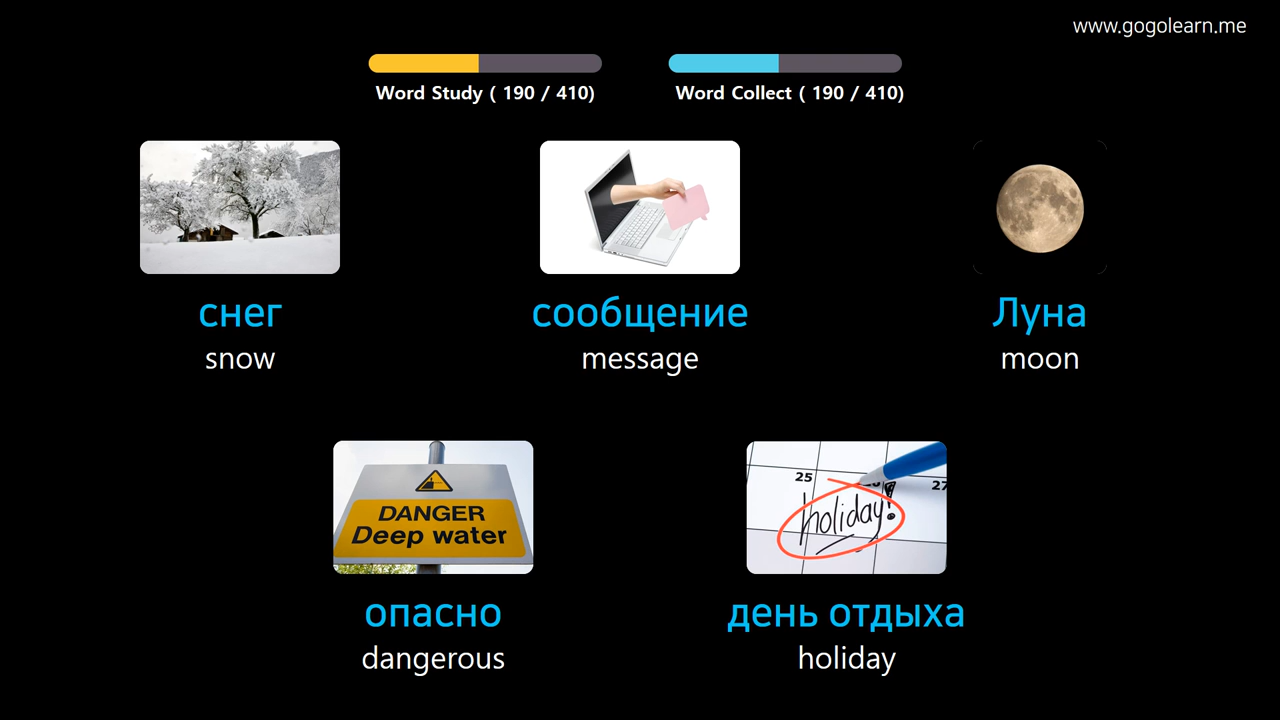 www.gogolearn.me
Word Study ( 190 / 410)
Word Collect ( 190 / 410)
снег
snow
сообщение
message
Луна
moon
DANGER
Deep water
опасно
dangerous
25
27
holiday!
день отдыха
holiday